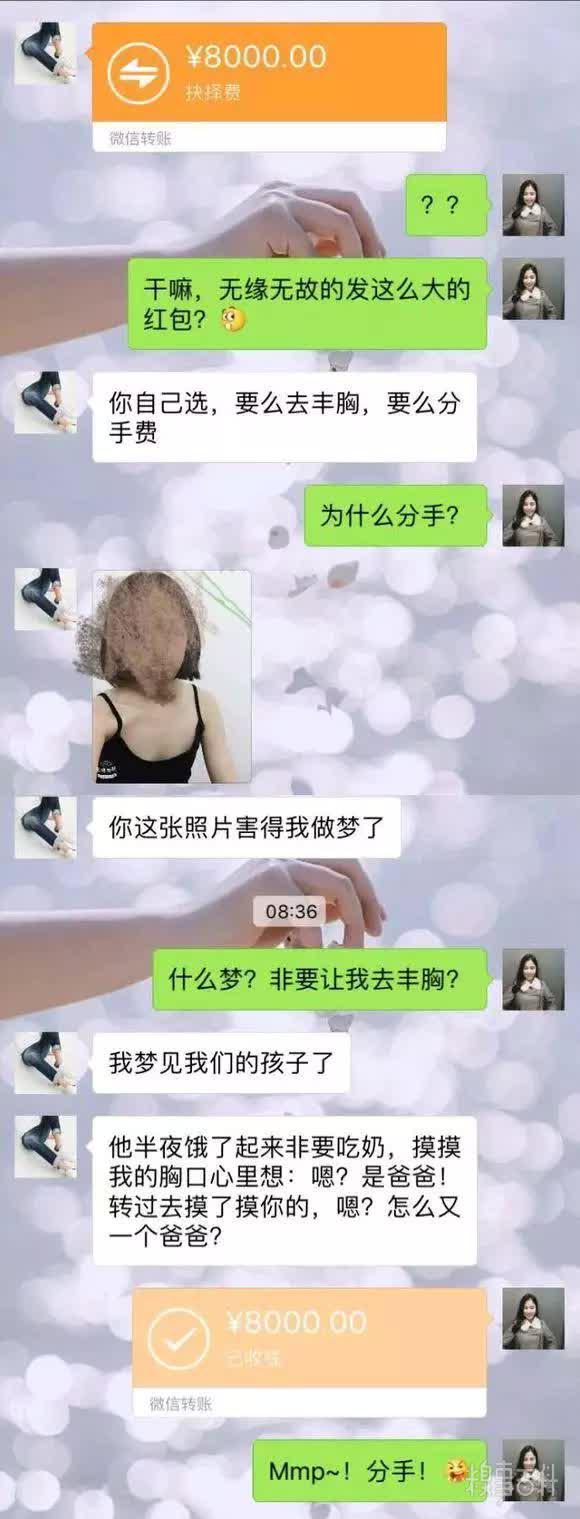 ¥8000.00
抉择费
微信转账
？？
干嘛，无缘无故的发这么大的
红包？
你自己选，要么去丰胸，要么分
手费
为什么分手？
你这张照片害得我做梦了
08:36
什么梦？非要让我去丰胸？
我梦见我们的孩子了
他半夜饿了起来非要吃奶，摸摸
我的胸口心里想：嗯？是爸爸！
转过去摸了摸你的，嗯？怎么又
一个爸爸？
¥8000 00
已收钱
微信转账
Mmp~！分手！
糗事百科